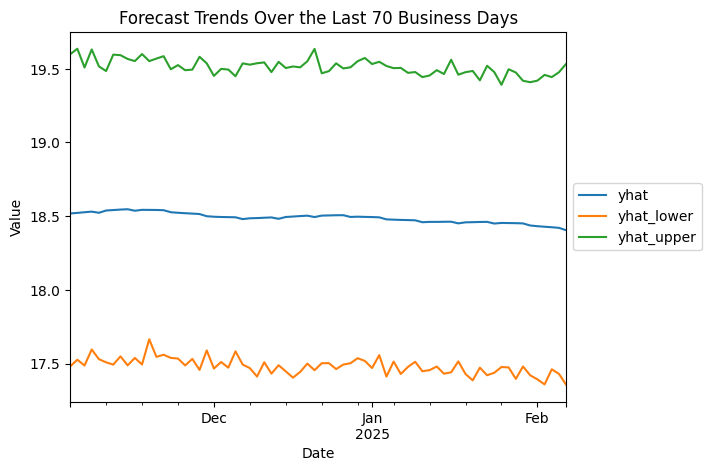 Forecast Trends Over the Last 70 Business Days
19.5
19.0
18.5
18.0
17.5
Value
Dec
Jan
2025
Feb
Date
yhat
yhat_lower
yhat_upper